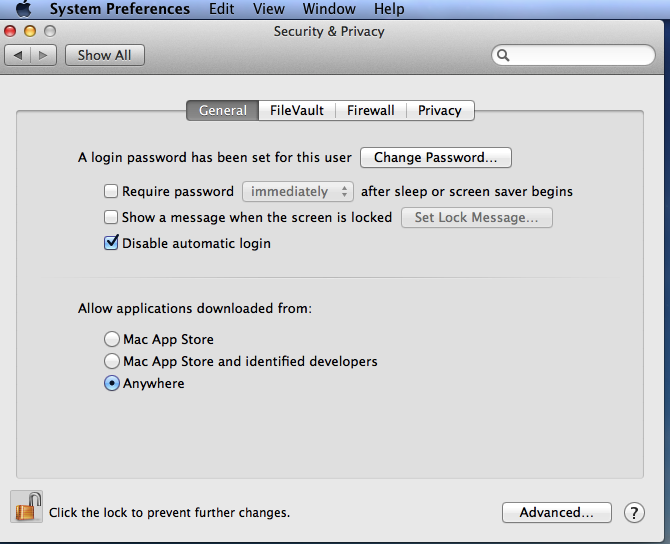 System Preferences Edit View Window Help
Security & Privacy
Show All
General FileVault Firewall Privacy
A login password has been set for this user Change Password...
Require password immediately after sleep or screen saver begins
Show a message when the screen is locked Set Lock Message...
Disable automatic login
Allow applications downloaded from:
Mac App Store
Mac App Store and identified developers
Anywhere
Click the lock to prevent further changes. Advanced... ?